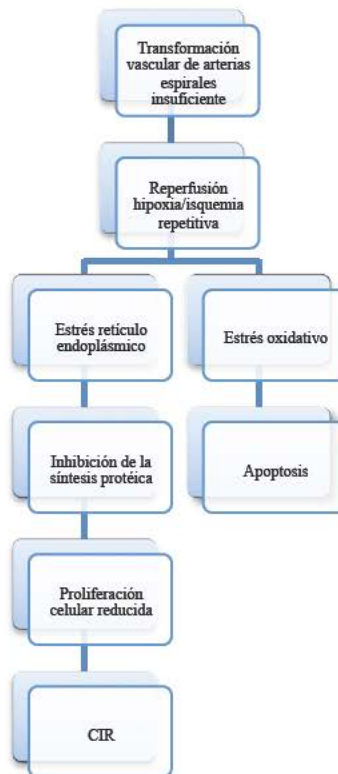 Transformación
vascular de arterias
espirales
insuficiente
Reperfusión
hipoxia/isquemia
repetitiva
Estrés retículo
endoplásmico
Estrés oxidativo
Inhibición de la
síntesis protéica
Apoptosis
Proliferación
celular reducida
CIR